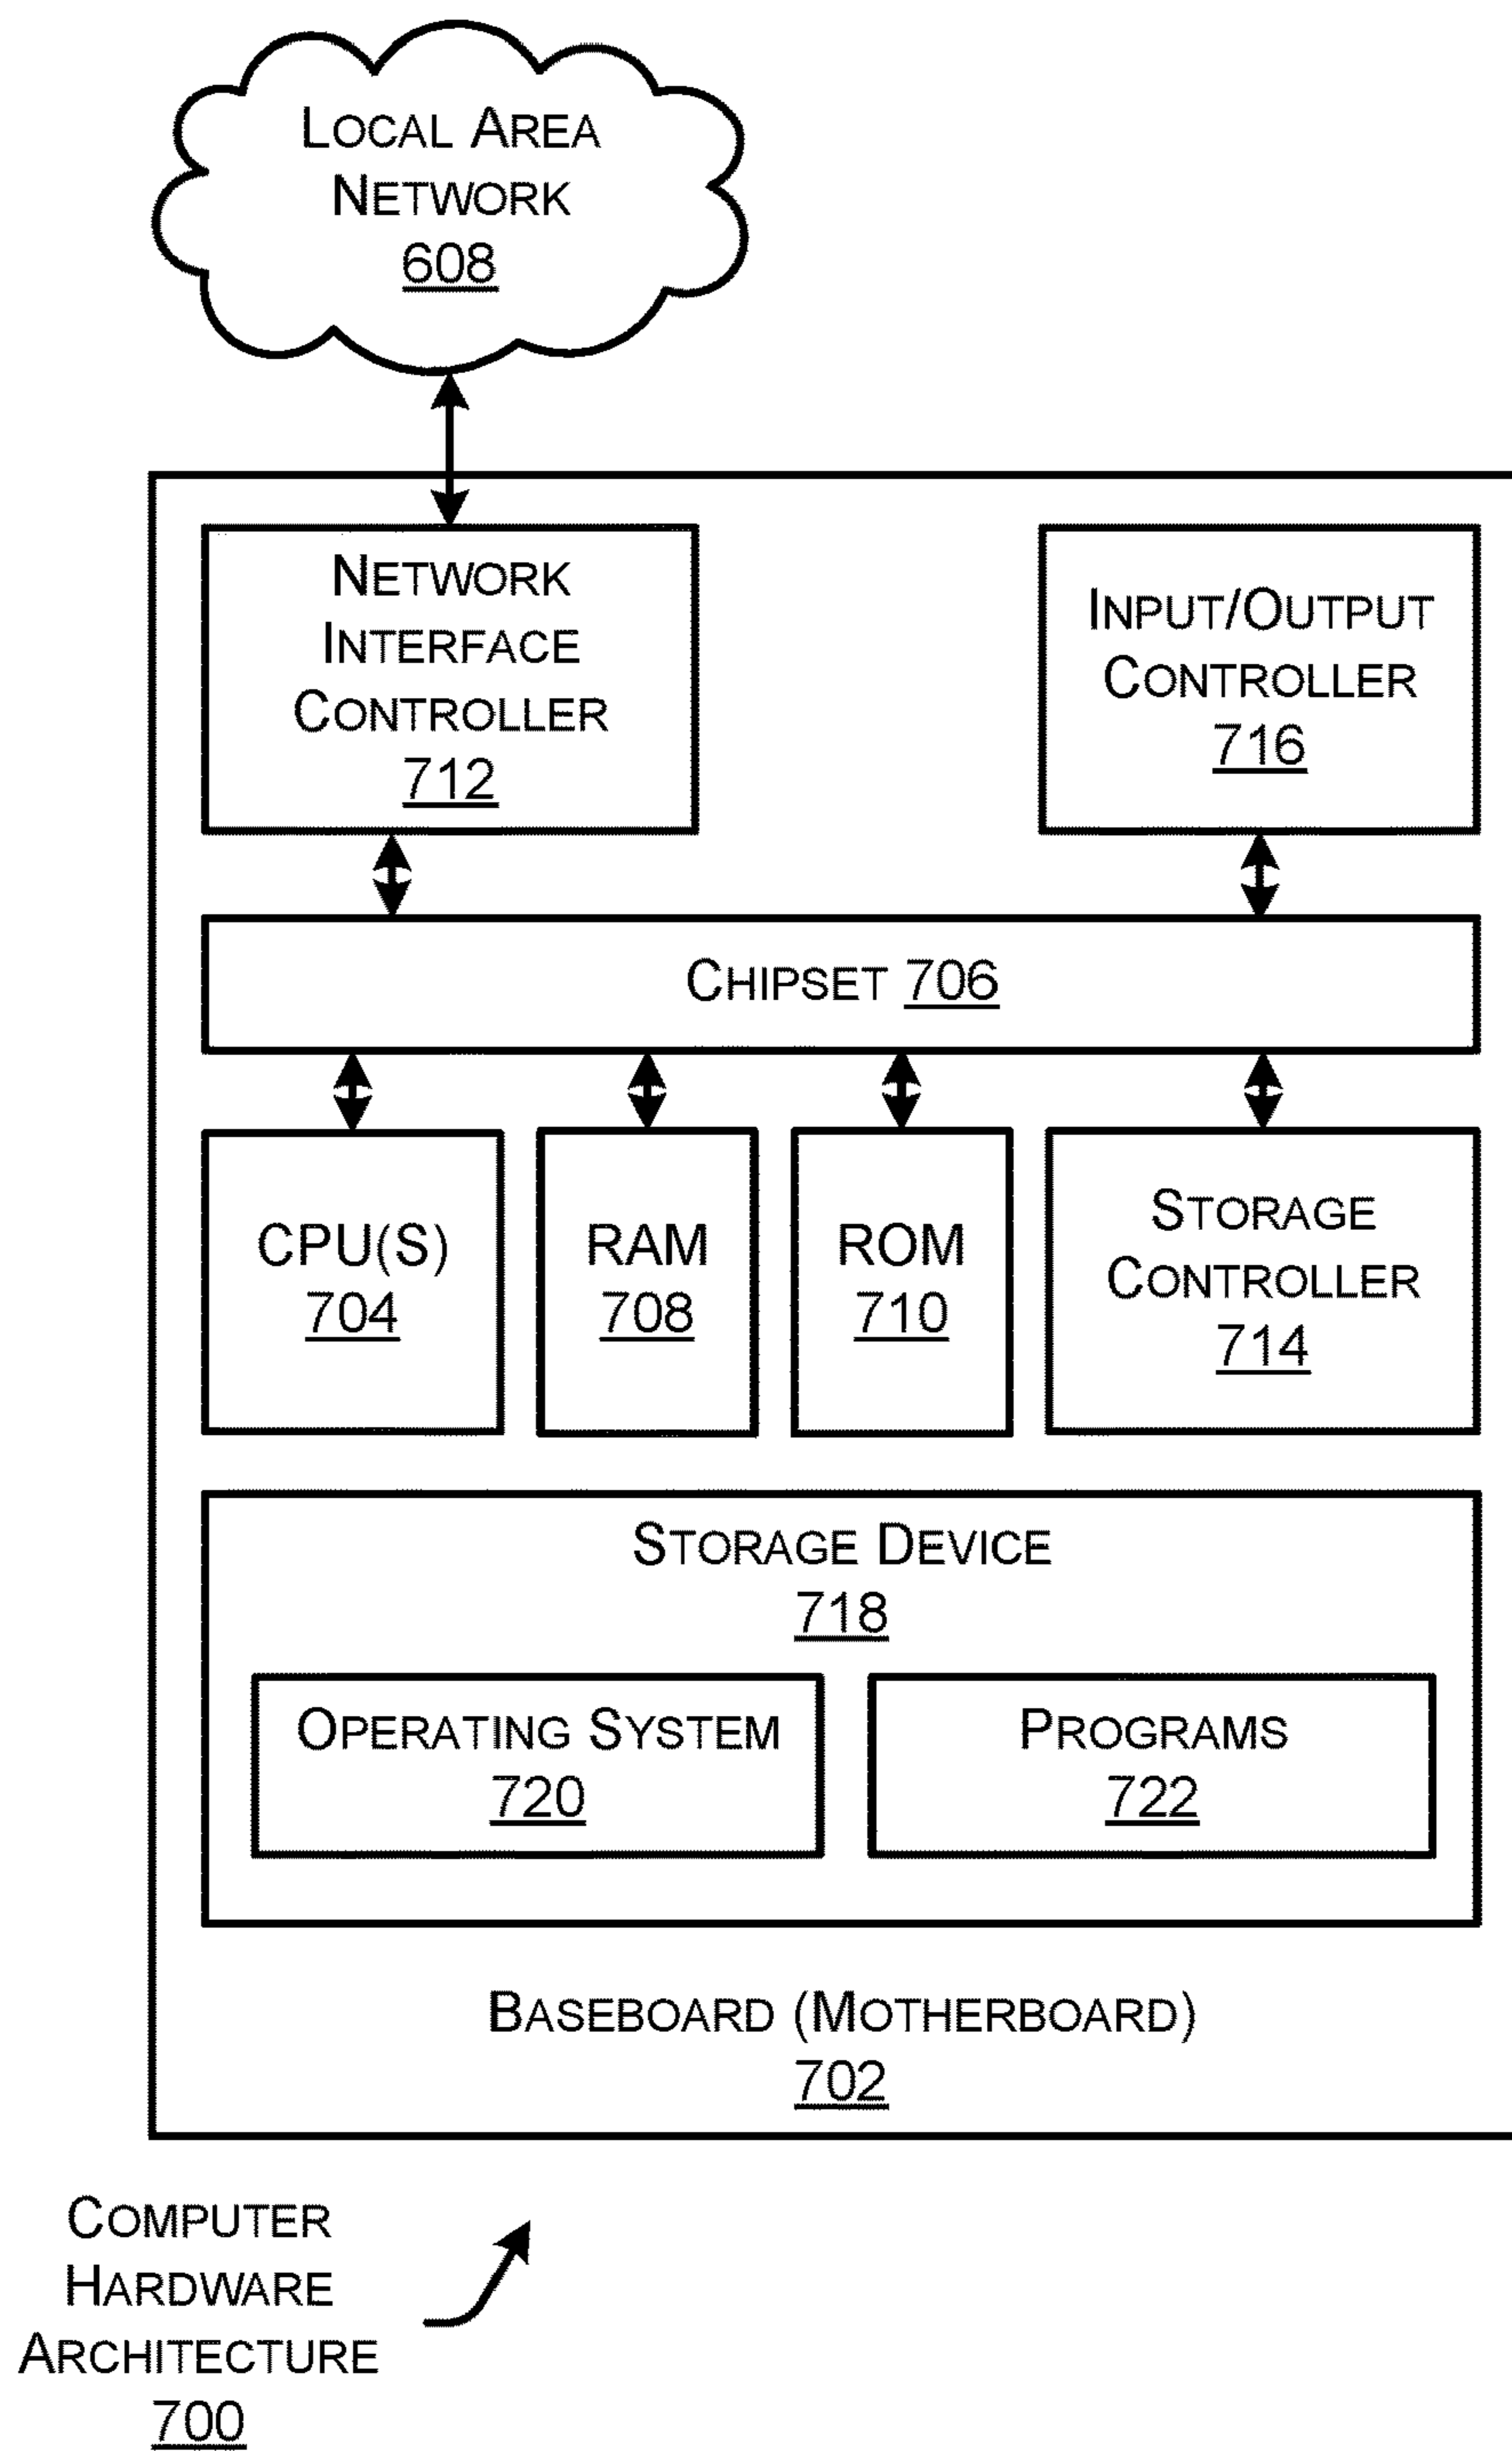 LOCAL AREA
NETWORK
608
NETWORK
INTERFACE
CONTROLLER
712
INPUT/OUTPUT
CONTROLLER
716
CHIPSET 706
CPU(S)
704
RAM
708
ROM
710
STORAGE
CONTROLLER
714
STORAGE DEVICE
718
OPERATING SYSTEM
720
PROGRAMS
722
BASEBOARD (MOTHERBOARD)
702
COMPUTER
HARDWARE
ARCHITECTURE
700